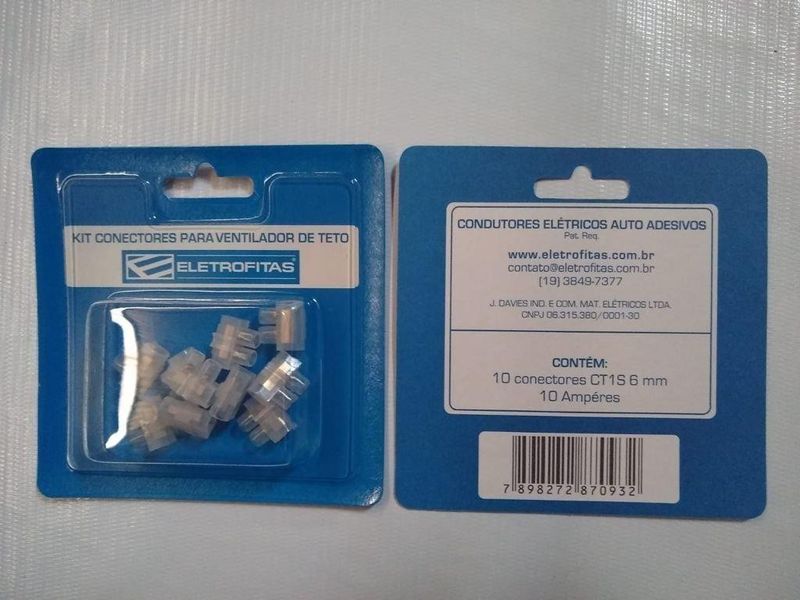 KIT CONECTORES PARA VENTILADOR DE TETO
ELETROFITAS®
CONDUTORES ELÉTRICOS AUTO ADESIVOS
Pat. Req.
www.eletrofitas.com.br
contato@eletrofitas.com.br
(19) 3849-7377
J. DAVIES IND. E COM. MAT. ELÉTRICOS LTDA.
CNPJ 06.315.380/0001-30
CONTÉM:
10 conectores CT1S 6 mm
10 Ampéres
7 898272 870932